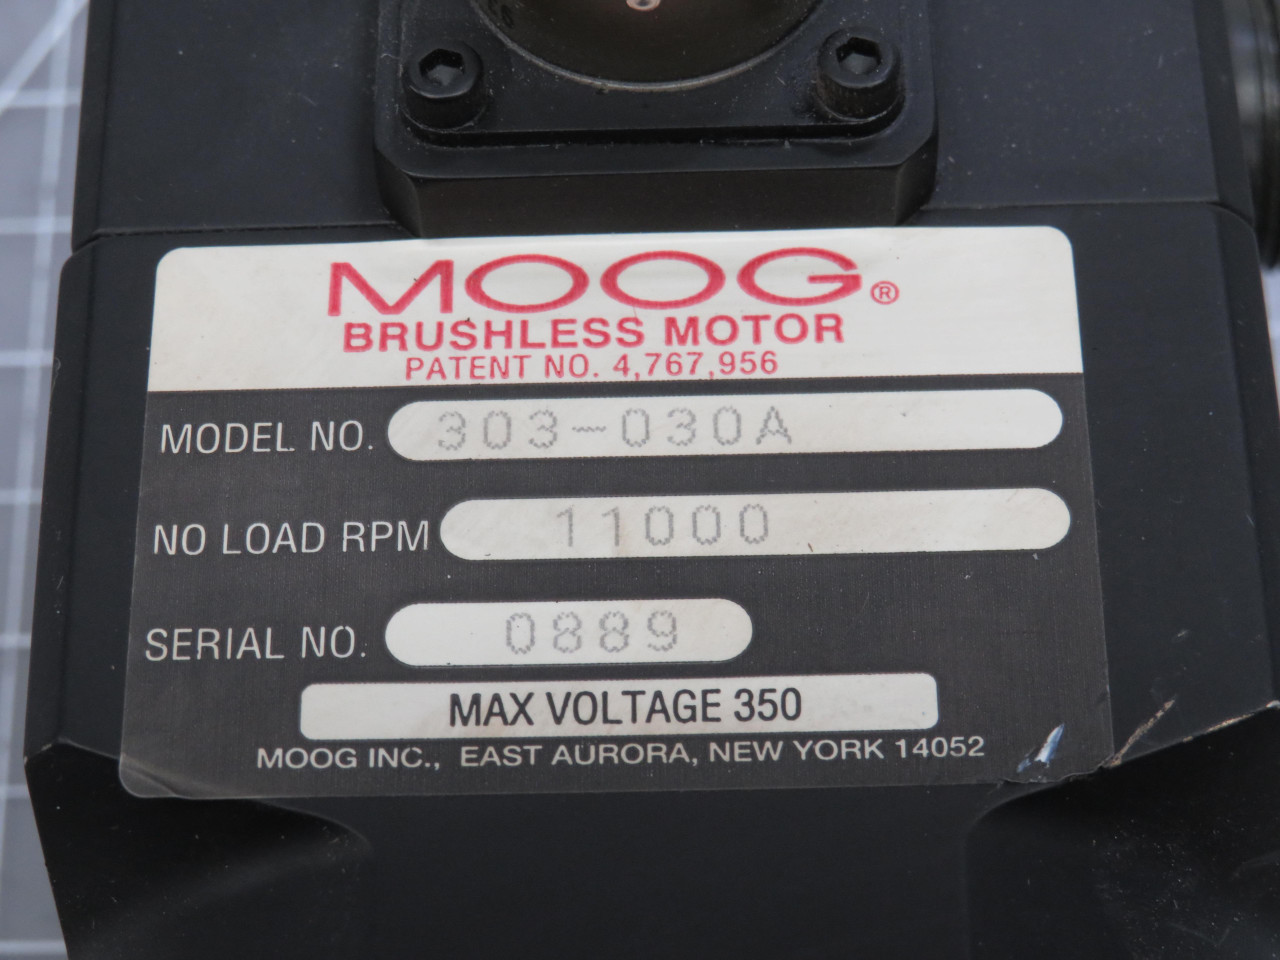 MOOG®
BRUSHLESS MOTOR
PATENT NO. 4,767,956
MODEL NO. 303-030A
NO LOAD RPM 11000
SERIAL NO. 0889
MAX VOLTAGE 350
MOOG INC., EAST AURORA, NEW YORK 14052